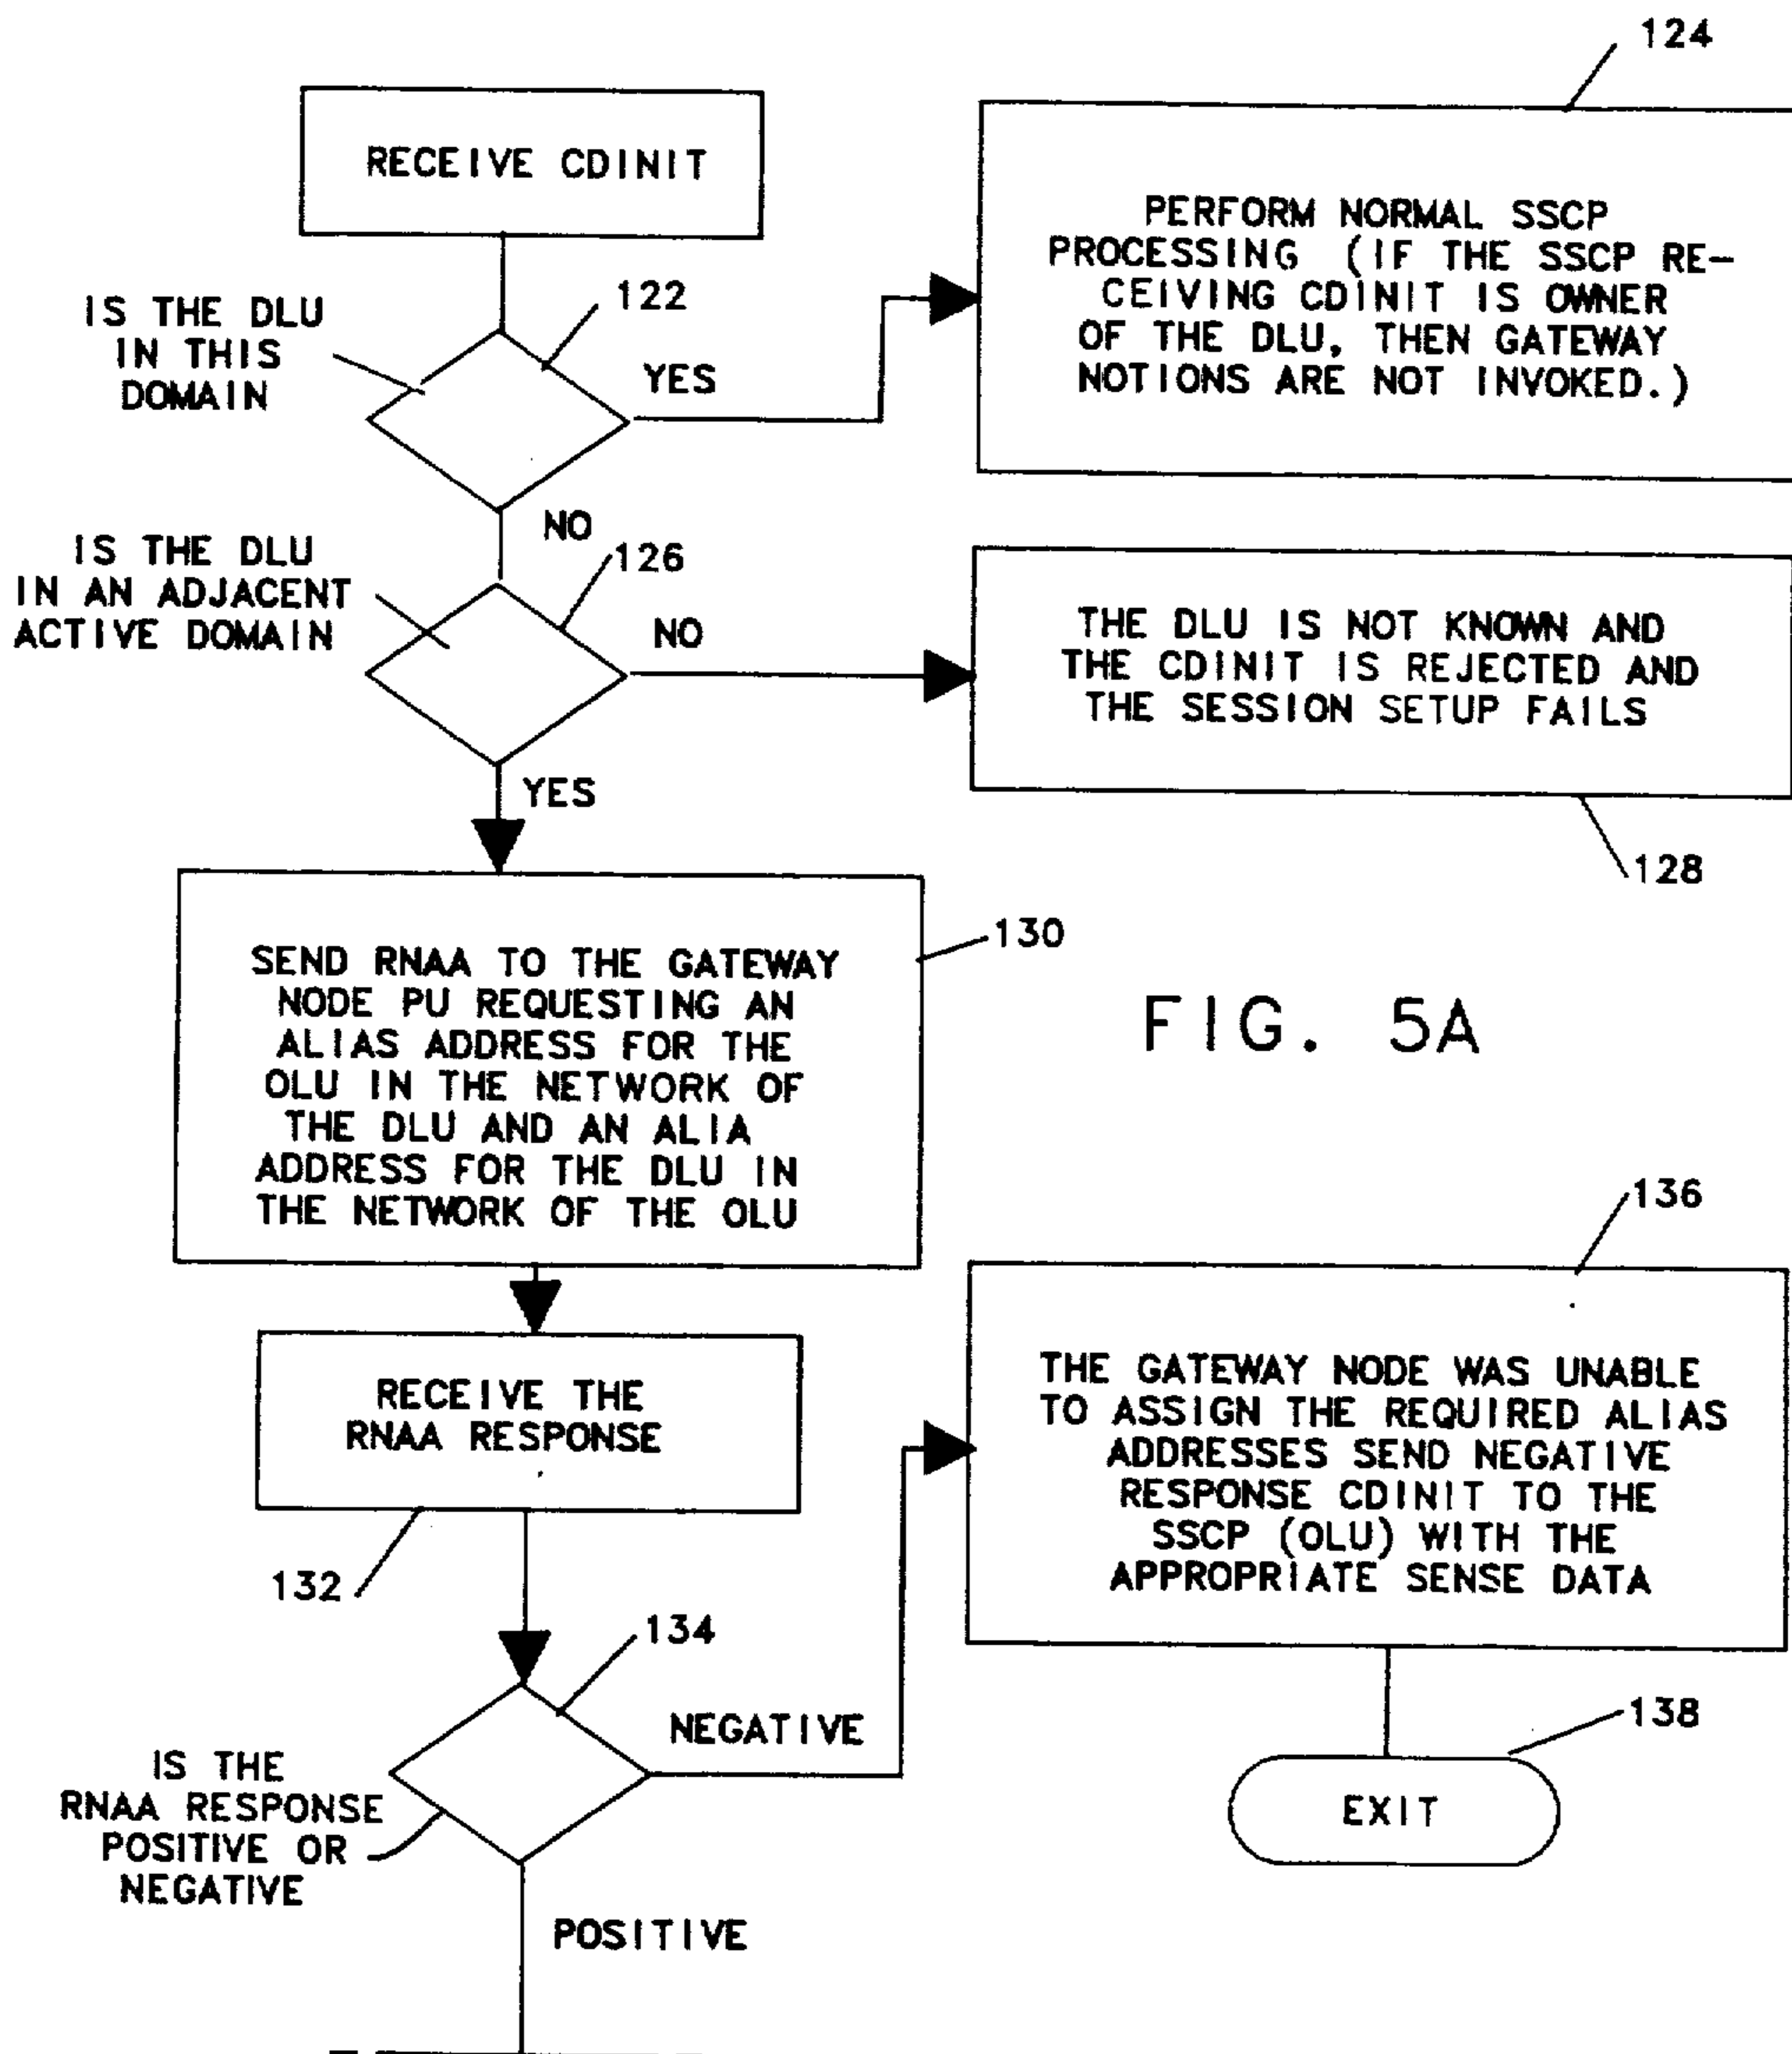 124
RECEIVE CDINIT
PERFORM NORMAL SSCP
PROCESSING (IF THE SSCP RE-
CEIVING CDINIT IS OWNER
OF THE DLU, THEN GATEWAY
NOTIONS ARE NOT INVOKED.)
IS THE DLU
IN THIS
DOMAIN
122
YES
NO
IS THE DLU
IN AN ADJACENT
ACTIVE DOMAIN
126
NO
THE DLU IS NOT KNOWN AND
THE CDINIT IS REJECTED AND
THE SESSION SETUP FAILS
YES
128
130
SEND RNAA TO THE GATEWAY
NODE PU REQUESTING AN
ALIAS ADDRESS FOR THE
OLU IN THE NETWORK OF
THE DLU AND AN ALIA
ADDRESS FOR THE DLU IN
THE NETWORK OF THE OLU
FIG. 5A
136
RECEIVE THE
RNAA RESPONSE
THE GATEWAY NODE WAS UNABLE
TO ASSIGN THE REQUIRED ALIAS
ADDRESSES SEND NEGATIVE
RESPONSE CDINIT TO THE
SSCP (OLU) WITH THE
APPROPRIATE SENSE DATA
132
134
NEGATIVE
138
IS THE
RNAA RESPONSE
POSITIVE OR
NEGATIVE
EXIT
POSITIVE